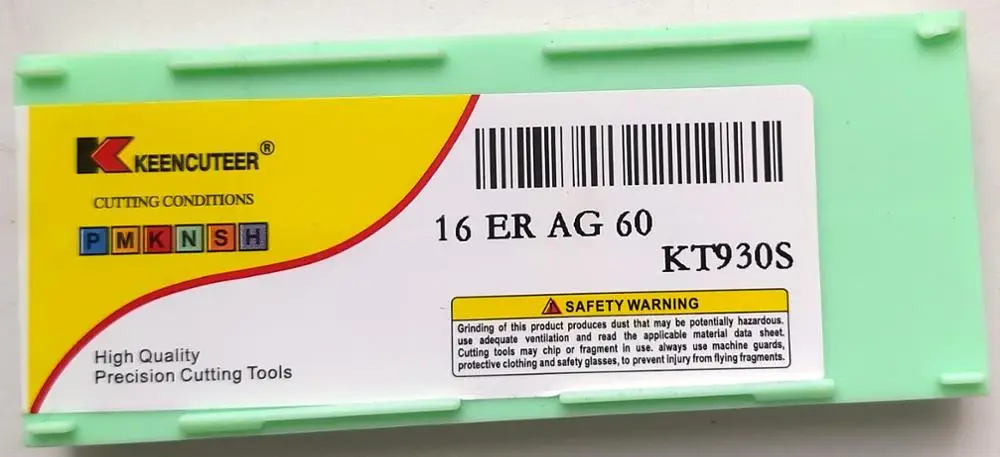 KEENCUTEER®
CUTTING CONDITIONS
P M K N S H
High Quality
Precision Cutting Tools
16 ER AG 60
KT930S
SAFETY WARNING
Grinding of this product produces dust that may be potentially hazardous.
use adequate ventilation and read the applicable material data sheet.
Cutting tools may chip or fragment in use. always use machine guards,
protective clothing and safety glasses, to prevent injury from flying fragments.